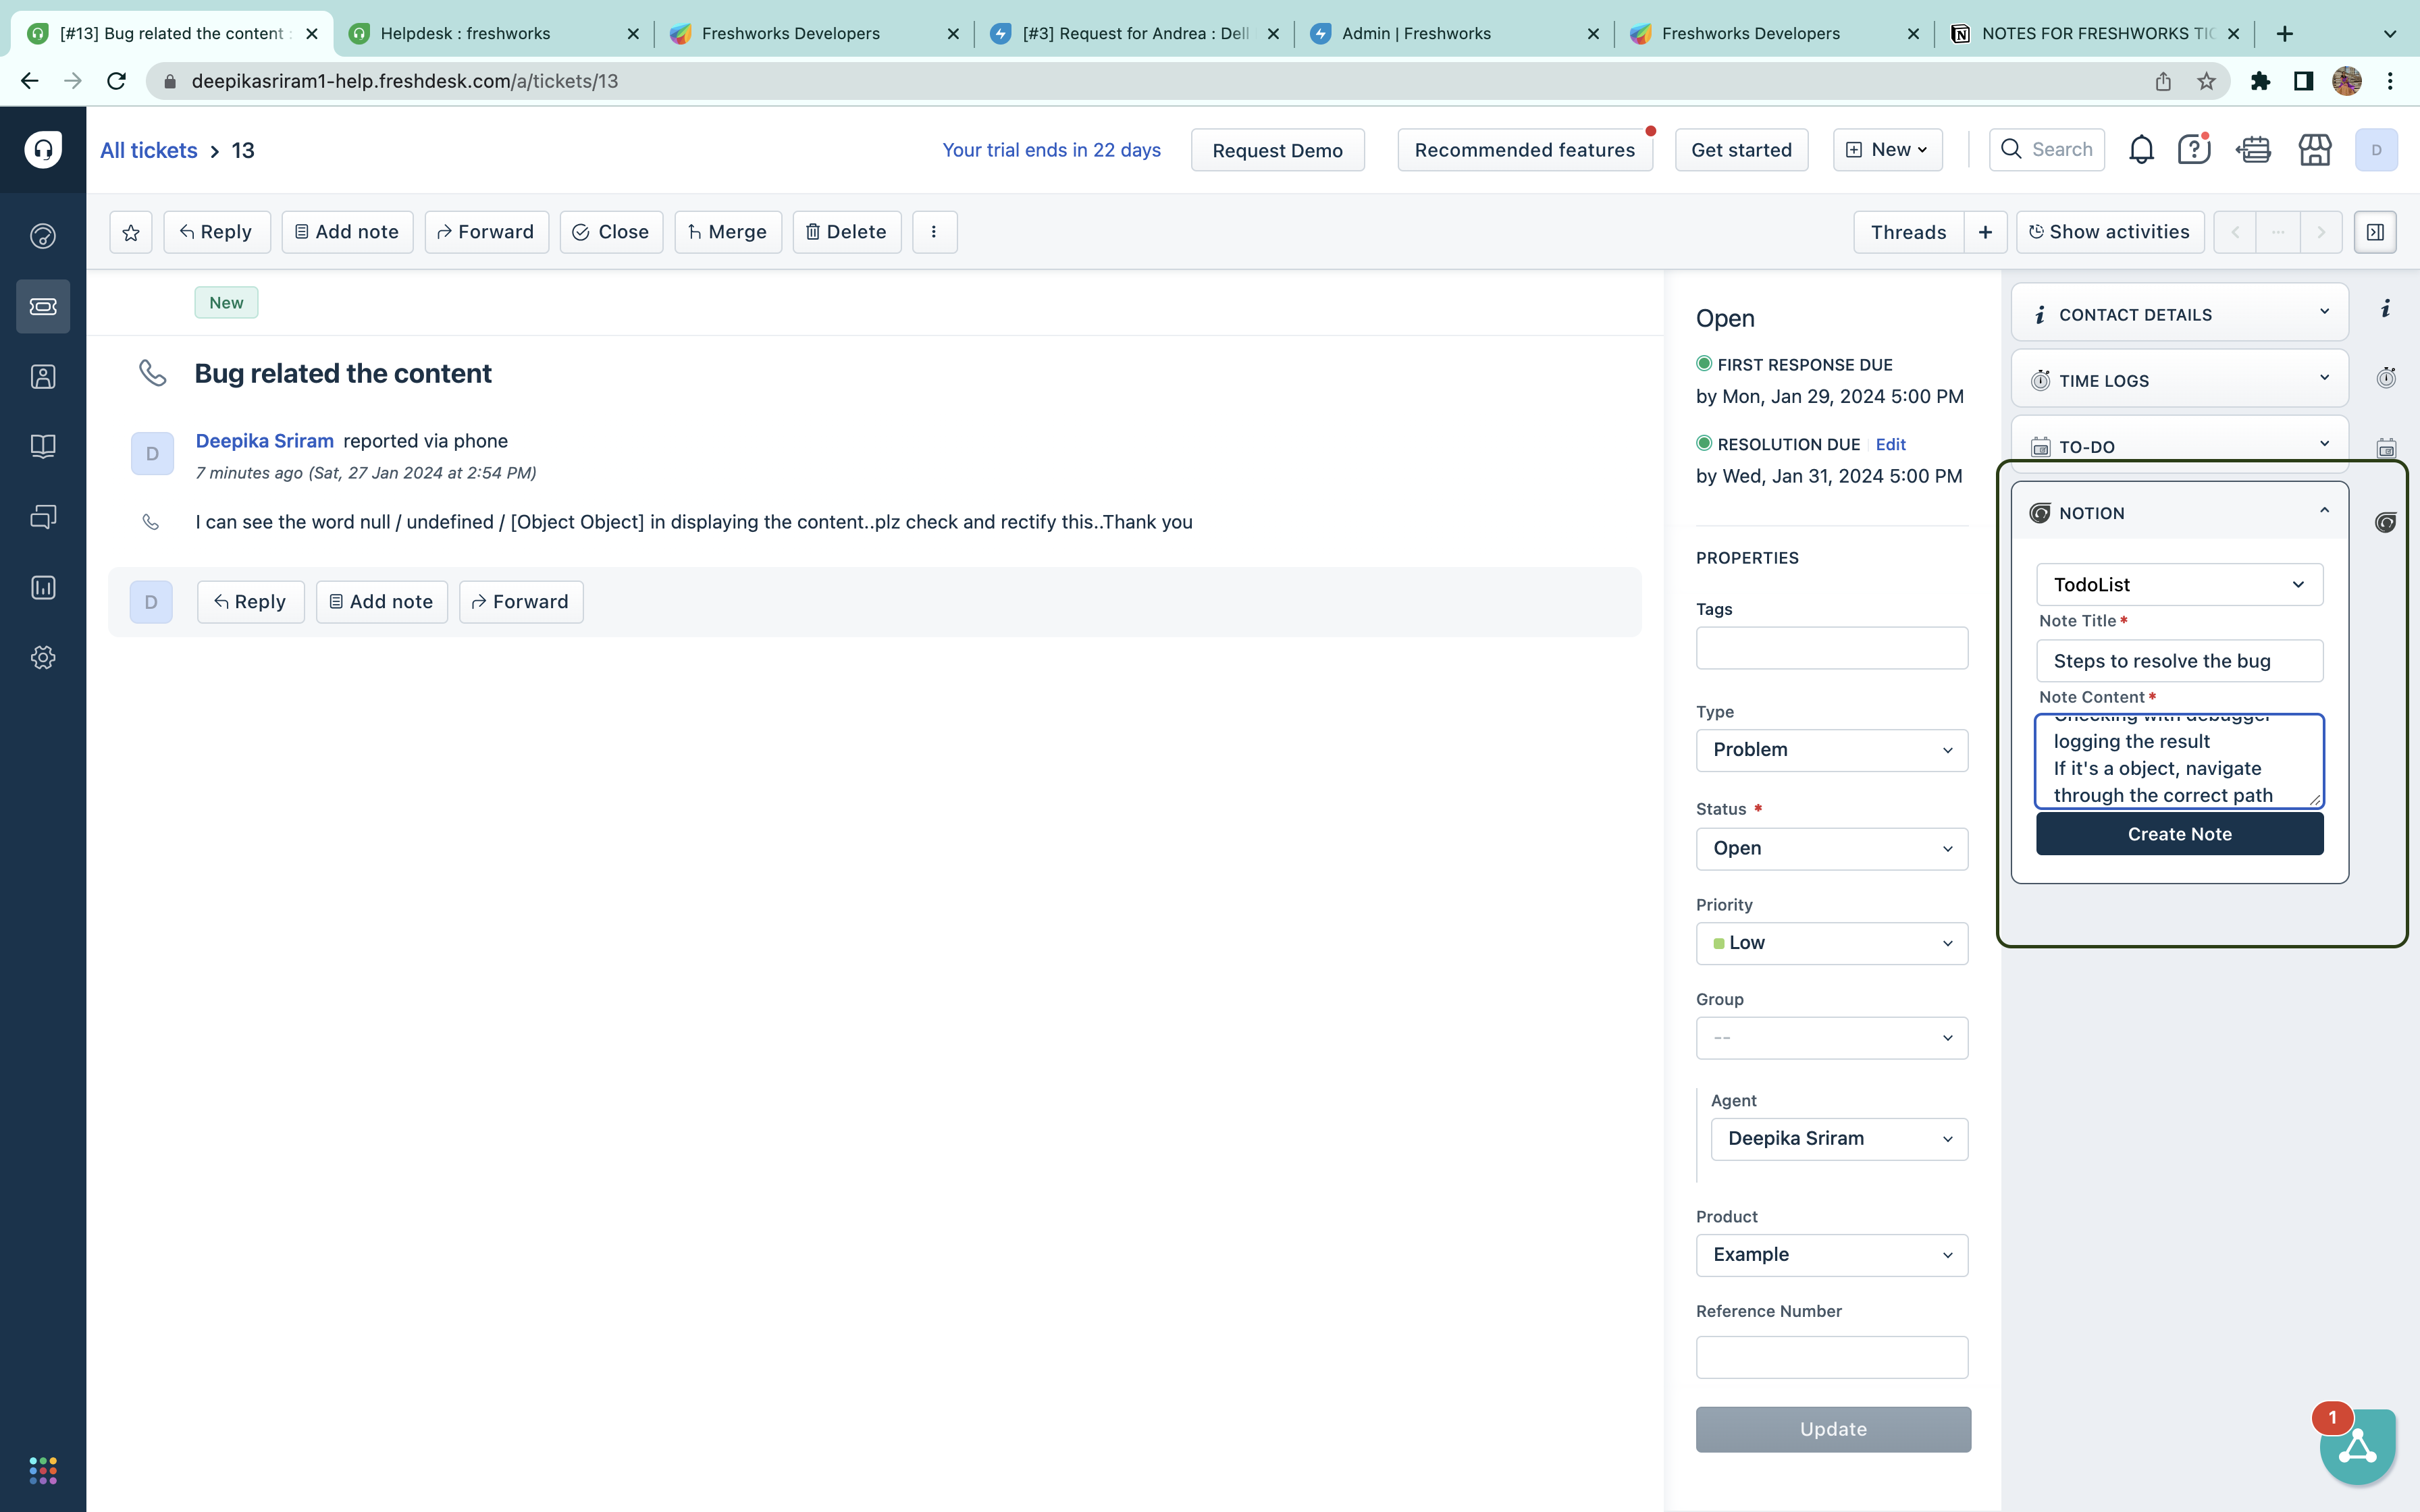 [#13] Bug related the content :
Helpdesk : freshworks
Freshworks Developers
[#3] Request for Andrea : Dell
Admin | Freshworks
Freshworks Developers
NOTES FOR FRESHWORKS TIC
deepikasriram1-help.freshdesk.com/a/tickets/13
All tickets > 13
Your trial ends in 22 days
Request Demo
Recommended features
Get started
New
Search
D
Reply
Add note
Forward
Close
Merge
Delete
Threads
+
Show activities
New
Bug related the content
D
Deepika Sriram reported via phone
7 minutes ago (Sat, 27 Jan 2024 at 2:54 PM)
I can see the word null / undefined / [Object Object] in displaying the content..plz check and rectify this..Thank you
D
Reply
Add note
Forward
Open
FIRST RESPONSE DUE
by Mon, Jan 29, 2024 5:00 PM
RESOLUTION DUE Edit
by Wed, Jan 31, 2024 5:00 PM
PROPERTIES
Tags
Type
Problem
Status *
Open
Priority
Low
Group
--
Agent
Deepika Sriram
Product
Example
Reference Number
Update
CONTACT DETAILS
TIME LOGS
TO-DO
NOTION
TodoList
Note Title*
Steps to resolve the bug
Note Content*
Checking with debugger
logging the result
If it's a object, navigate
through the correct path
Create Note
1